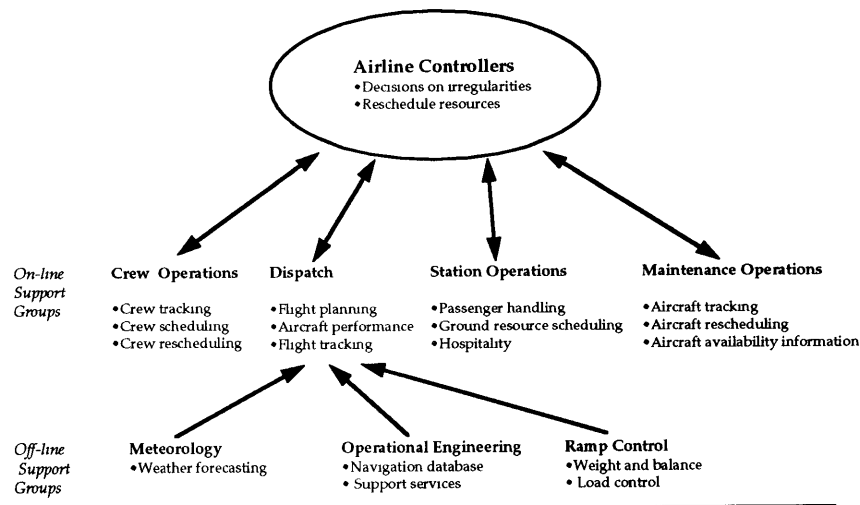 Airline Controllers
•Decisions on irregularities
•Reschedule resources
On-line
Support
Groups
Crew Operations
•Crew tracking
•Crew scheduling
•Crew rescheduling
Dispatch
•Flight planning
•Aircraft performance
•Flight tracking
Station Operations
•Passenger handling
•Ground resource scheduling
•Hospitality
Maintenance Operations
•Aircraft tracking
•Aircraft rescheduling
•Aircraft availability information
Off-line
Support
Groups
Meteorology
•Weather forecasting
Operational Engineering
•Navigation database
• Support services
Ramp Control
•Weight and balance
• Load control